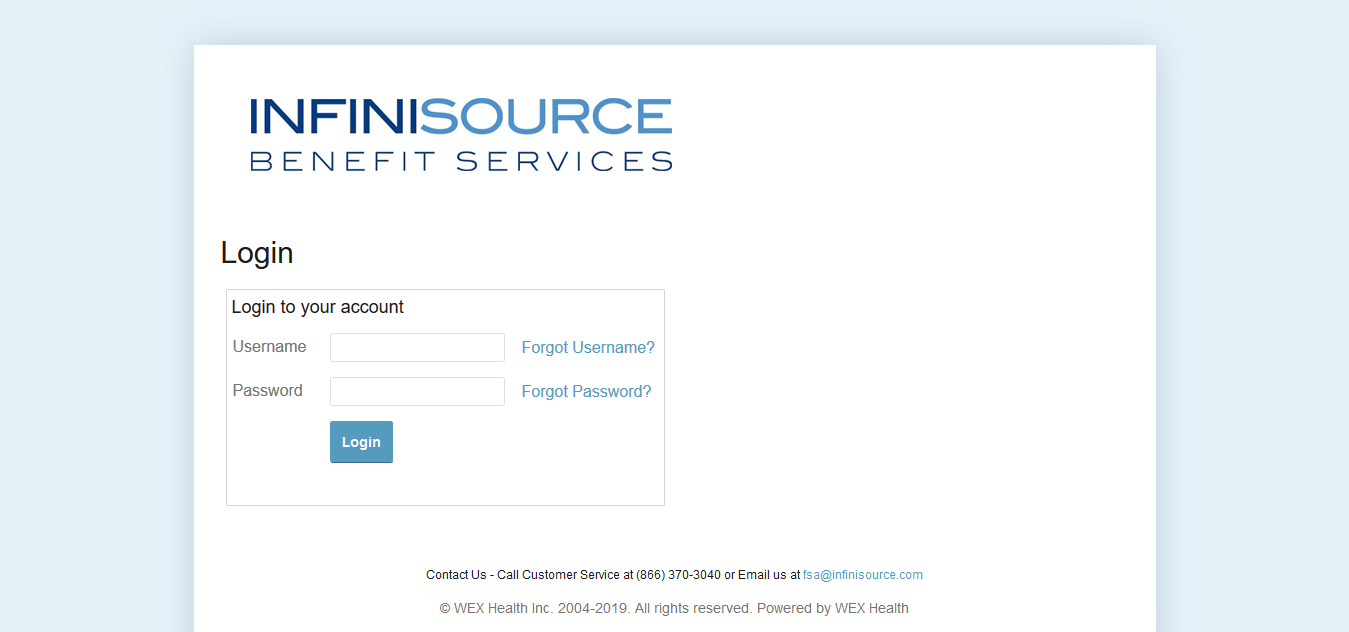 INFINISOURCE
BENEFIT SERVICES
Login
Login to your account
Username
Forgot Username?
Password
Forgot Password?
Login
Contact Us - Call Customer Service at (866) 370-3040 or Email us at fsa@infinisource.com
© WEX Health Inc. 2004-2019. All rights reserved. Powered by WEX Health